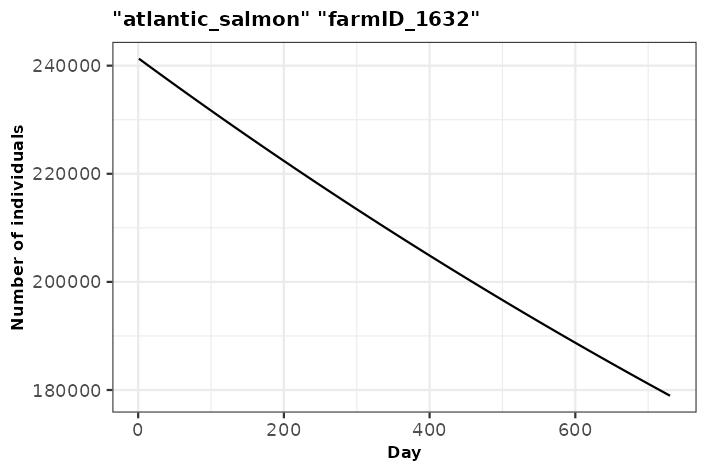 "atlantic_salmon" "farmID_1632"
Number of individuals
240000
220000
200000
180000
0 200 400 600
Day